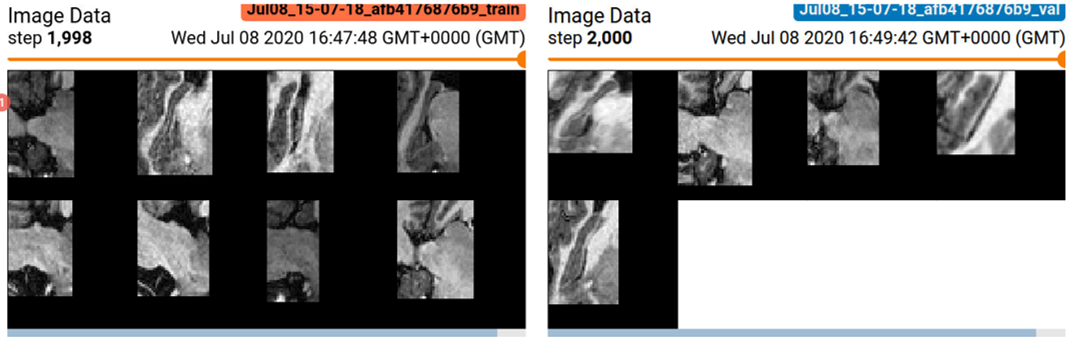 Image Data
Jul08_15-07-18_afb4176876b9_train
step 1,998
Wed Jul 08 2020 16:47:48 GMT+0000 (GMT)
1
Image Data
Jul08_15-07-18_afb4176876b9_val
step 2,000
Wed Jul 08 2020 16:49:42 GMT+0000 (GMT)